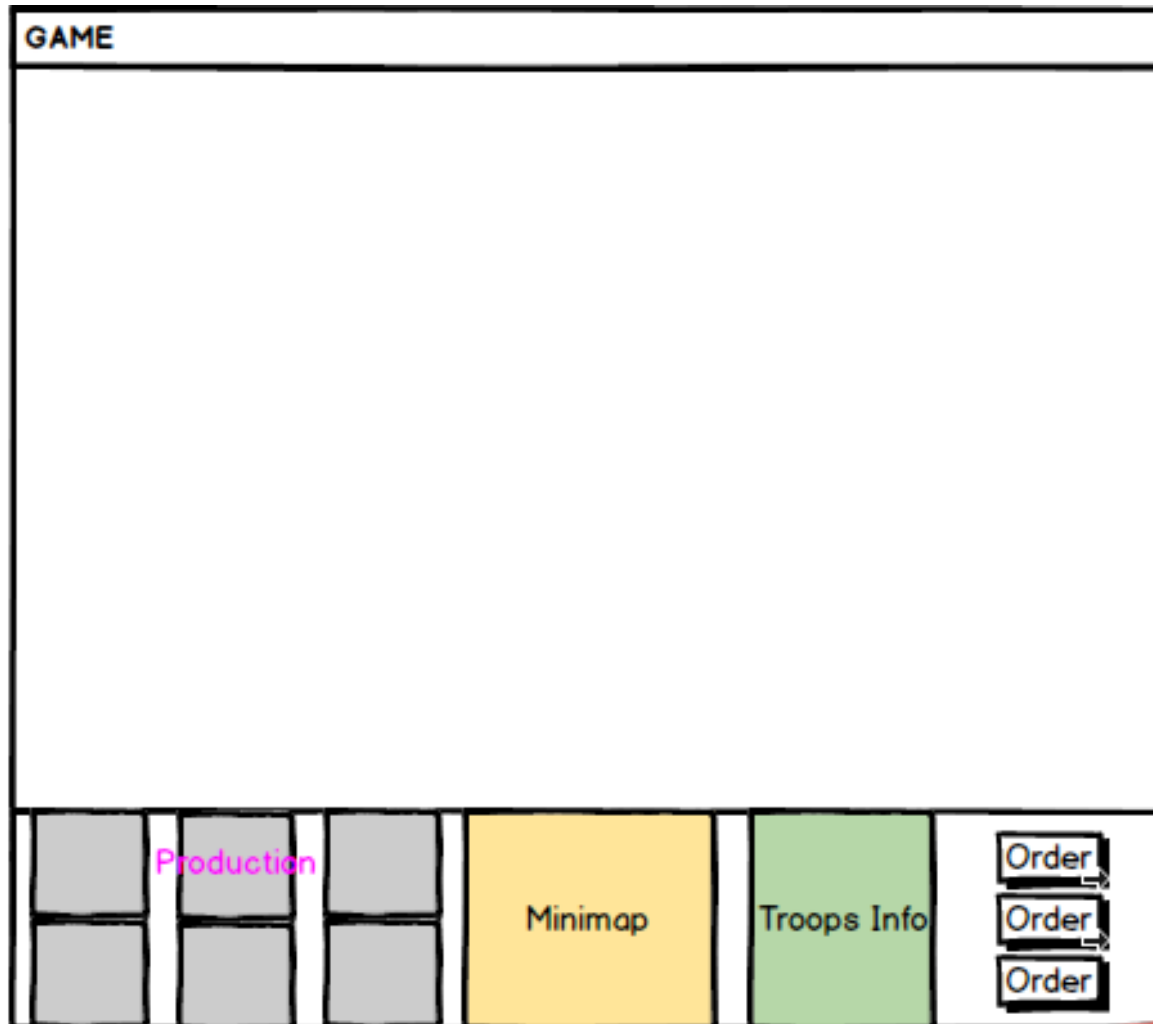 GAME
Production
Minimap
Troops Info
Order
Order
Order